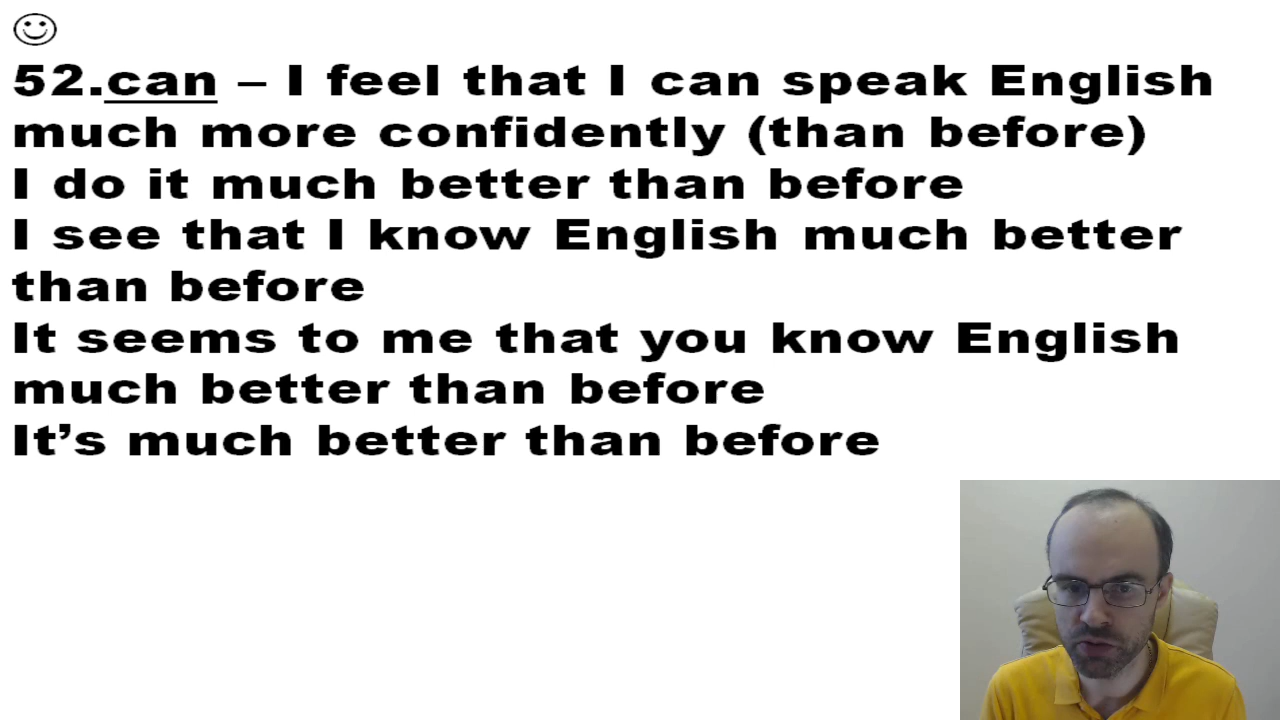 52.can – I feel that I can speak English
much more confidently (than before)
I do it much better than before
I see that I know English much better
than before
It seems to me that you know English
much better than before
It’s much better than before